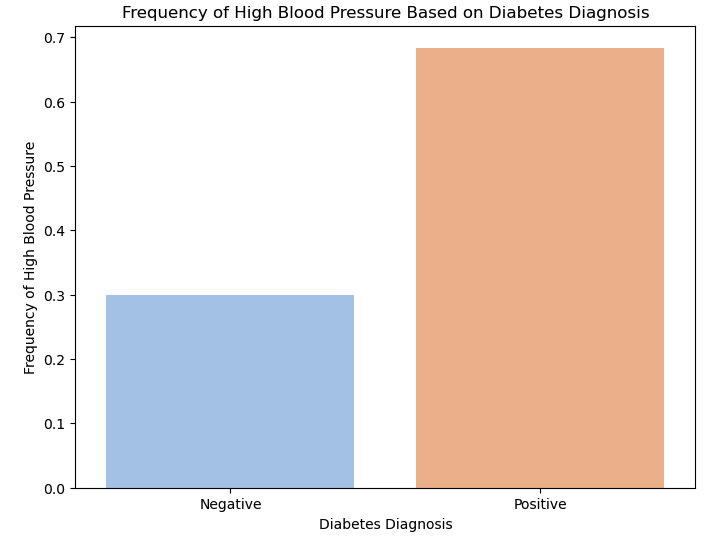 Frequency of High Blood Pressure Based on Diabetes Diagnosis
Frequency of High Blood Pressure
0.7
0.6
0.5
0.4
0.3
0.2
0.1
0.0
Negative
Positive
Diabetes Diagnosis